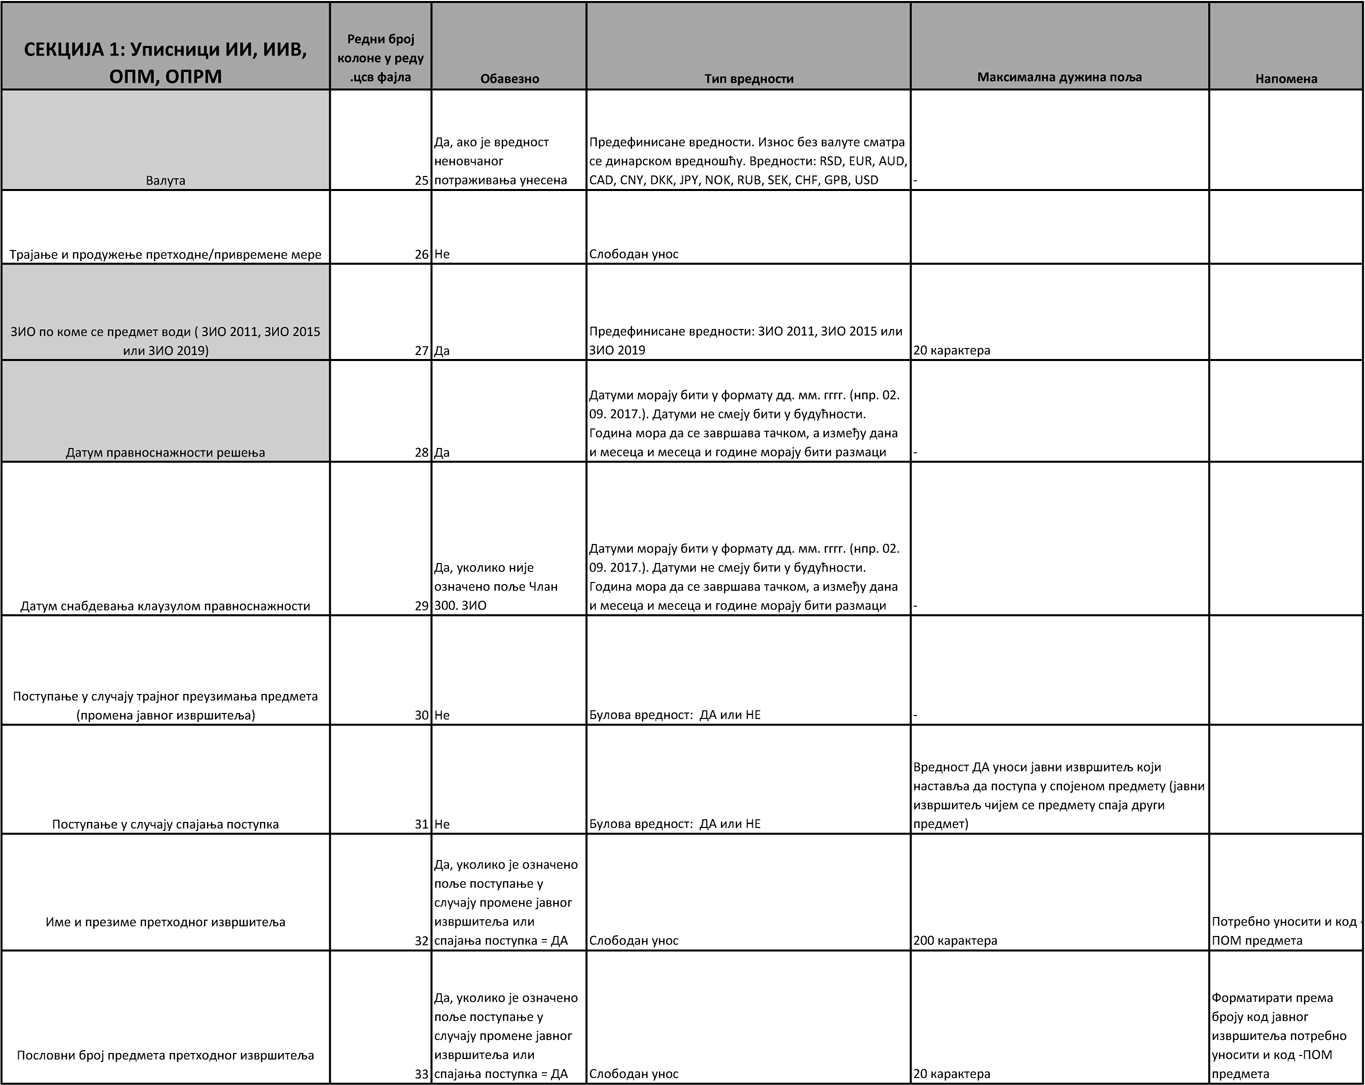 СЕКЦИЈА 1: Уписници ИИ, ИИВ,
ОПМ, ОПРМ
Редни број
колоне у реду
.цсв фајла
Обавезно
Тип вредности
Максимална дужина поља
Напомена
Валута
25
Да, ако је вредност
неновчаног
потраживања унесена
Предефинисане вредности. Износ без валуте сматра
се динарском вредношћу. Вредности: RSD, EUR, AUD,
CAD, CNY, DKK, JPY, NOK, RUB, SEK, CHF, GPB, USD
-
Трајање и продужење претходне/привремене мере
26
Не
Слободан унос
ЗИО по коме се предмет води ( ЗИО 2011, ЗИО 2015
или ЗИО 2019)
27
Да
Предефинисане вредности: ЗИО 2011, ЗИО 2015 или
ЗИО 2019
20 карактера
Датум правноснажности решења
28
Да
Датуми морају бити у формату дд. мм. гггг. (нпр. 02.
09. 2017.). Датуми не смеју бити у будућности.
Година мора да се завршава тачком, а између дана
и месеца и месеца и године морају бити размаци
-
Датум снабдевања клаузулом правноснажности
29
Да, уколико није
означено поље Члан
300. ЗИО
Датуми морају бити у формату дд. мм. гггг. (нпр. 02.
09. 2017.). Датуми не смеју бити у будућности.
Година мора да се завршава тачком, а између дана
и месеца и месеца и године морају бити размаци
-
Поступање у случају трајног преузимања предмета
(промена јавног извршитеља)
30
Не
Булова вредност:  ДА или НЕ
-
Поступање у случају спајања поступка
31
Не
Булова вредност:  ДА или НЕ
Вредност ДА уноси јавни извршитељ који
наставља да поступа у спојеном предмету (јавни
извршитељ чијем се предмету спаја други
предмет)
Име и презиме претходног извршитеља
32
Да, уколико је означено
поље поступање у
случају промене јавног
извршитеља или
спајања поступка = ДА
Слободан унос
200 карактера
Потребно уносити и код -
ПОМ предмета
Пословни број предмета претходног извршитеља
33
Да, уколико је означено
поље поступање у
случају промене јавног
извршитеља или
спајања поступка = ДА
Слободан унос
20 карактера
Форматирати према
броју код јавног
извршитеља потребно
уносити и код -ПОМ
предмета